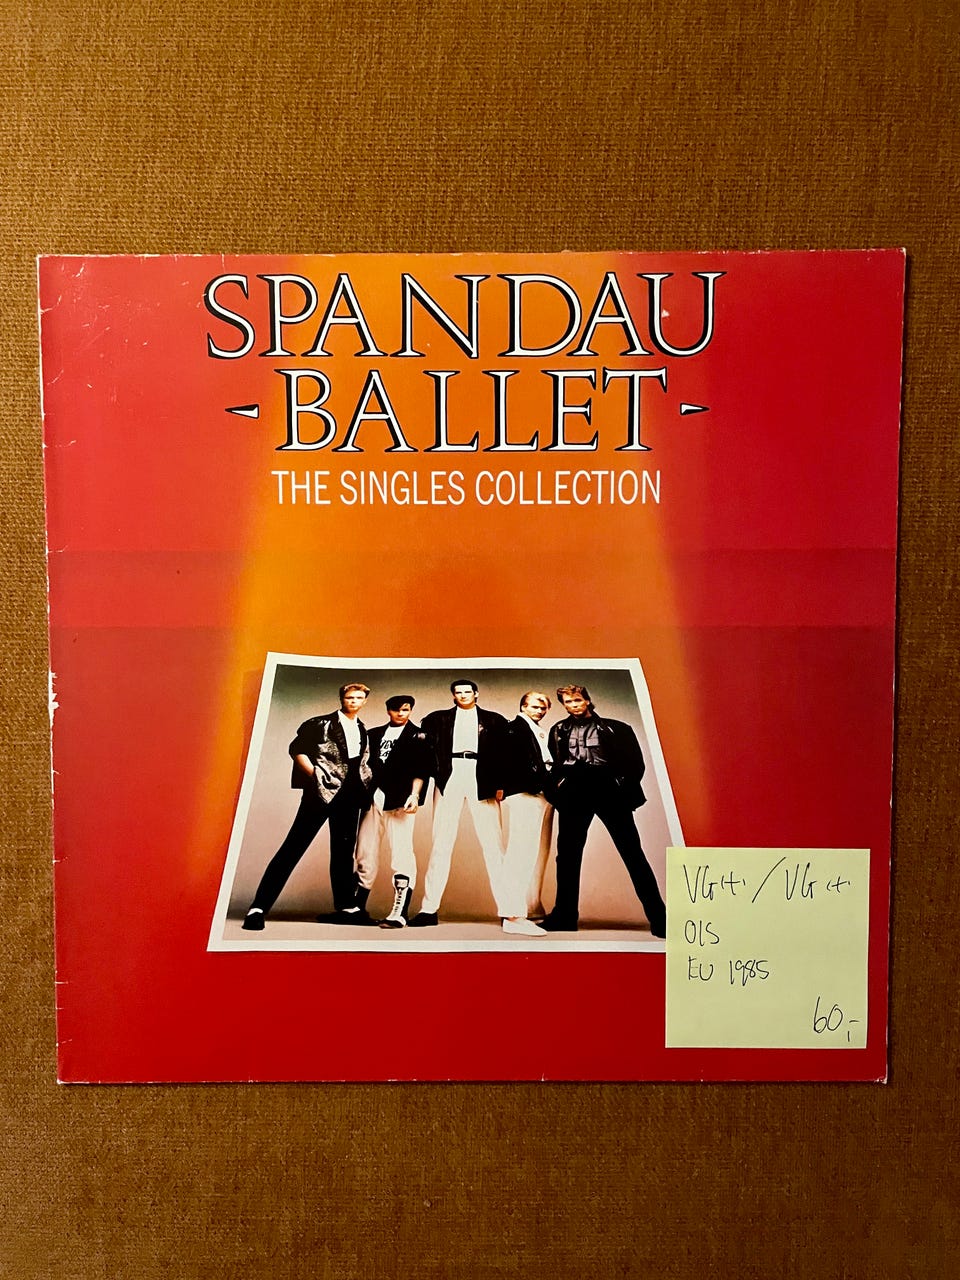 SPANDAU
- BALLET -
THE SINGLES COLLECTION
VG(+) / VG(+)
OIS
EU 1985
60,-